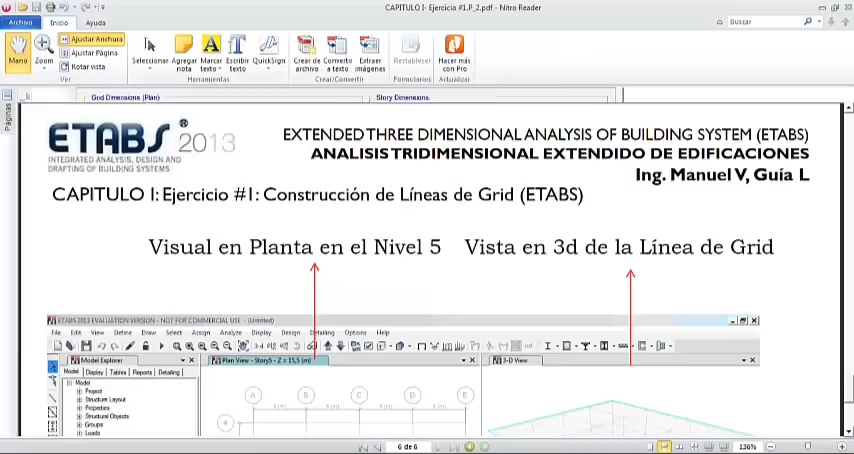 CAPITULO I- Ejercicio #1.P_2.pdf - Nitro Reader
Archivo Inicio Ayuda Buscar
Mano Zoom Ajustar Anchura Seleccionar Agregar nota Marcar texto Escribir texto QuickSign Crear de archivo Convertir a texto Extraer imágenes Restablecer Hacer más con Pro
Ajustar Página
Rotar vista
Ver Herramientas Crear/Convertir Formularios Actualizar
Páginas
Grid Dimensions (Plan) Story Dimensions
ETABS® 2013
INTEGRATED ANALYSIS, DESIGN AND
DRAFTING OF BUILDING SYSTEMS
EXTENDED THREE DIMENSIONAL ANALYSIS OF BUILDING SYSTEM (ETABS)
ANALISIS TRIDIMENSIONAL EXTENDIDO DE EDIFICACIONES
Ing. Manuel V, Guía L
CAPITULO I: Ejercicio #1: Construcción de Líneas de Grid (ETABS)
Visual en Planta en el Nivel 5 Vista en 3d de la Línea de Grid
ETABS 2013 EVALUATION VERSION - NOT FOR COMMERCIAL USE - (Untitled)
File Edit View Define Draw Select Assign Analyze Display Design Detailing Options Help
3-d nd
Model Explorer Plan View - Story5 - Z = 15,5 (m) 3-D View
Model Display Tables Reports Detailing
Model
Project
Structure Layout
Properties
Structural Objects
Groups
Loads
A B C D E
4
6 de 6 136%